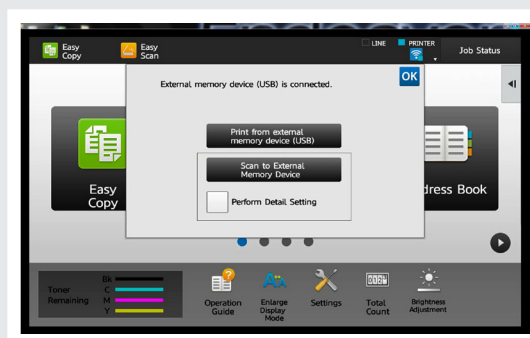 Easy
Copy
Easy
Scan
LINE
PRINTER
Job Status
External memory device (USB) is connected.
OK
Print from external
memory device (USB)
Scan to External
Memory Device
Perform Detail Setting
Easy
Copy
dress Book
Toner
Remaining
Bk
C
M
Y
Operation
Guide
Enlarge
Display
Mode
Settings
Total
Count
Brightness
Adjustment